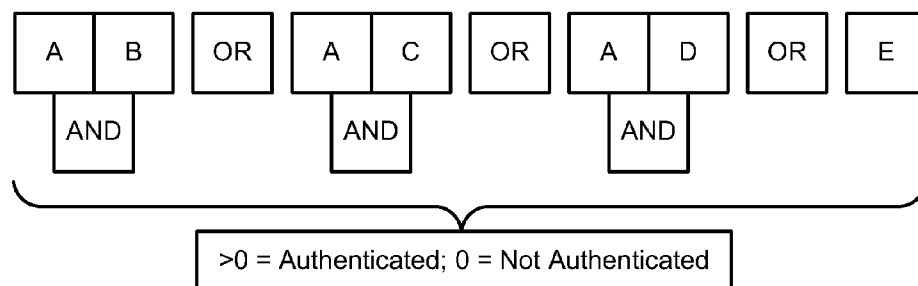 A B OR A C OR A D OR E
AND AND AND
>0 = Authenticated; 0 = Not Authenticated